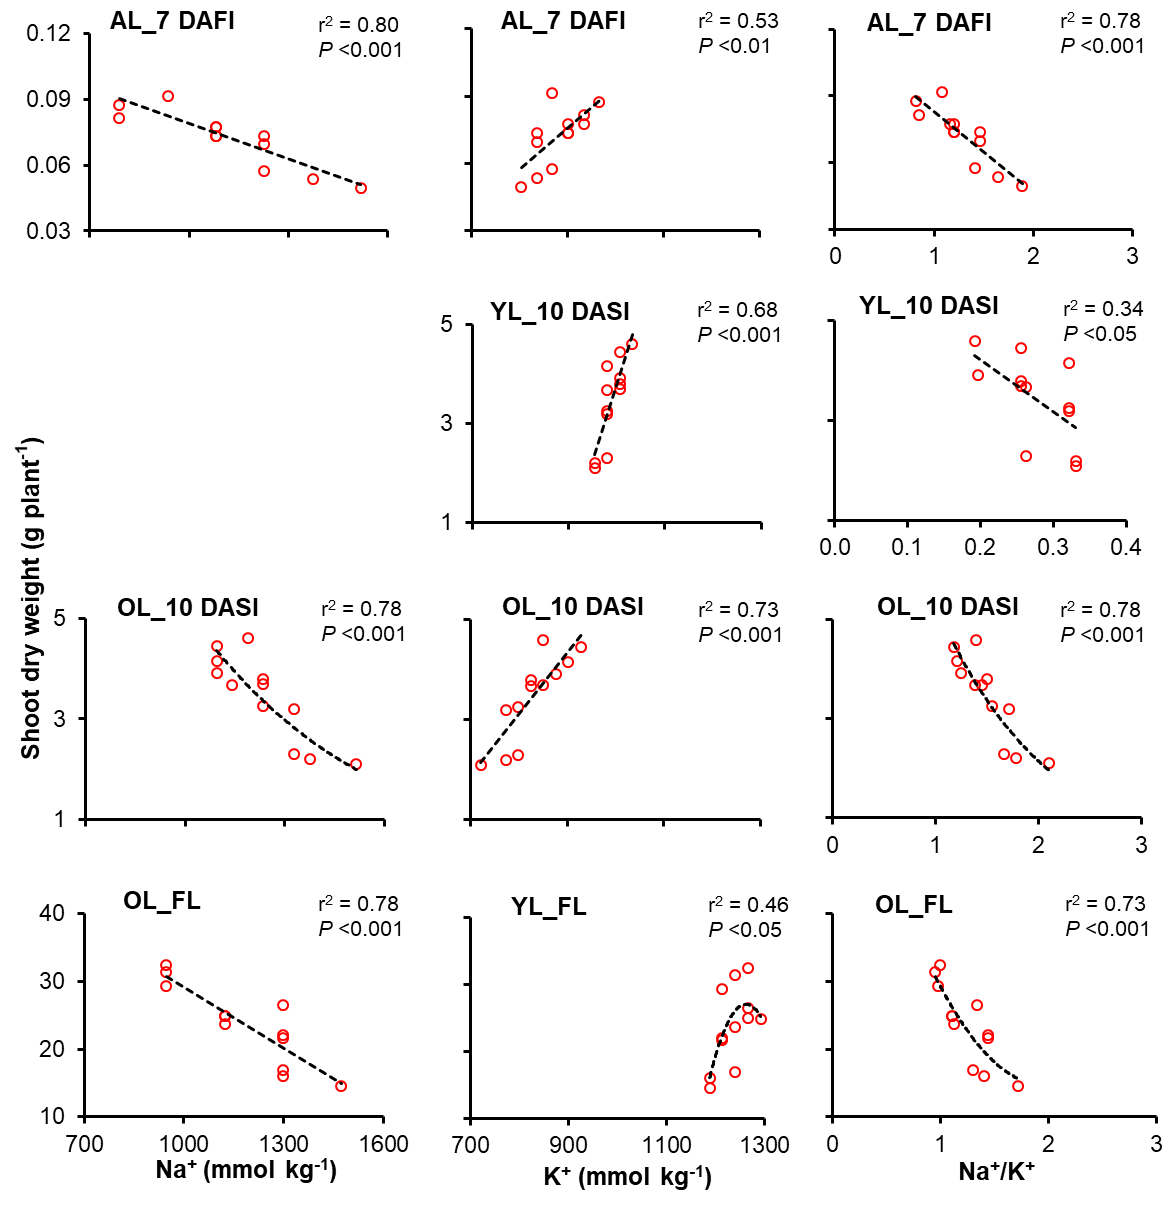 AL_7 DAFI
r² = 0.80
P <0.001
0.12
0.09
0.06
0.03
AL_7 DAFI
r² = 0.53
P <0.01
AL_7 DAFI
r² = 0.78
P <0.001
0 1 2 3
YL_10 DASI
r² = 0.68
P <0.001
5
3
1
YL_10 DASI
r² = 0.34
P <0.05
0.0 0.1 0.2 0.3 0.4
Shoot dry weight (g plant⁻¹)
OL_10 DASI
r² = 0.78
P <0.001
5
3
1
OL_10 DASI
r² = 0.73
P <0.001
OL_10 DASI
r² = 0.78
P <0.001
0 1 2 3
OL_FL
r² = 0.78
P <0.001
40
30
20
10
700 1000 1300 1600
Na⁺ (mmol kg⁻¹)
YL_FL
r² = 0.46
P <0.05
700 900 1100 1300
K⁺ (mmol kg⁻¹)
OL_FL
r² = 0.73
P <0.001
0 1 2 3
Na⁺/K⁺